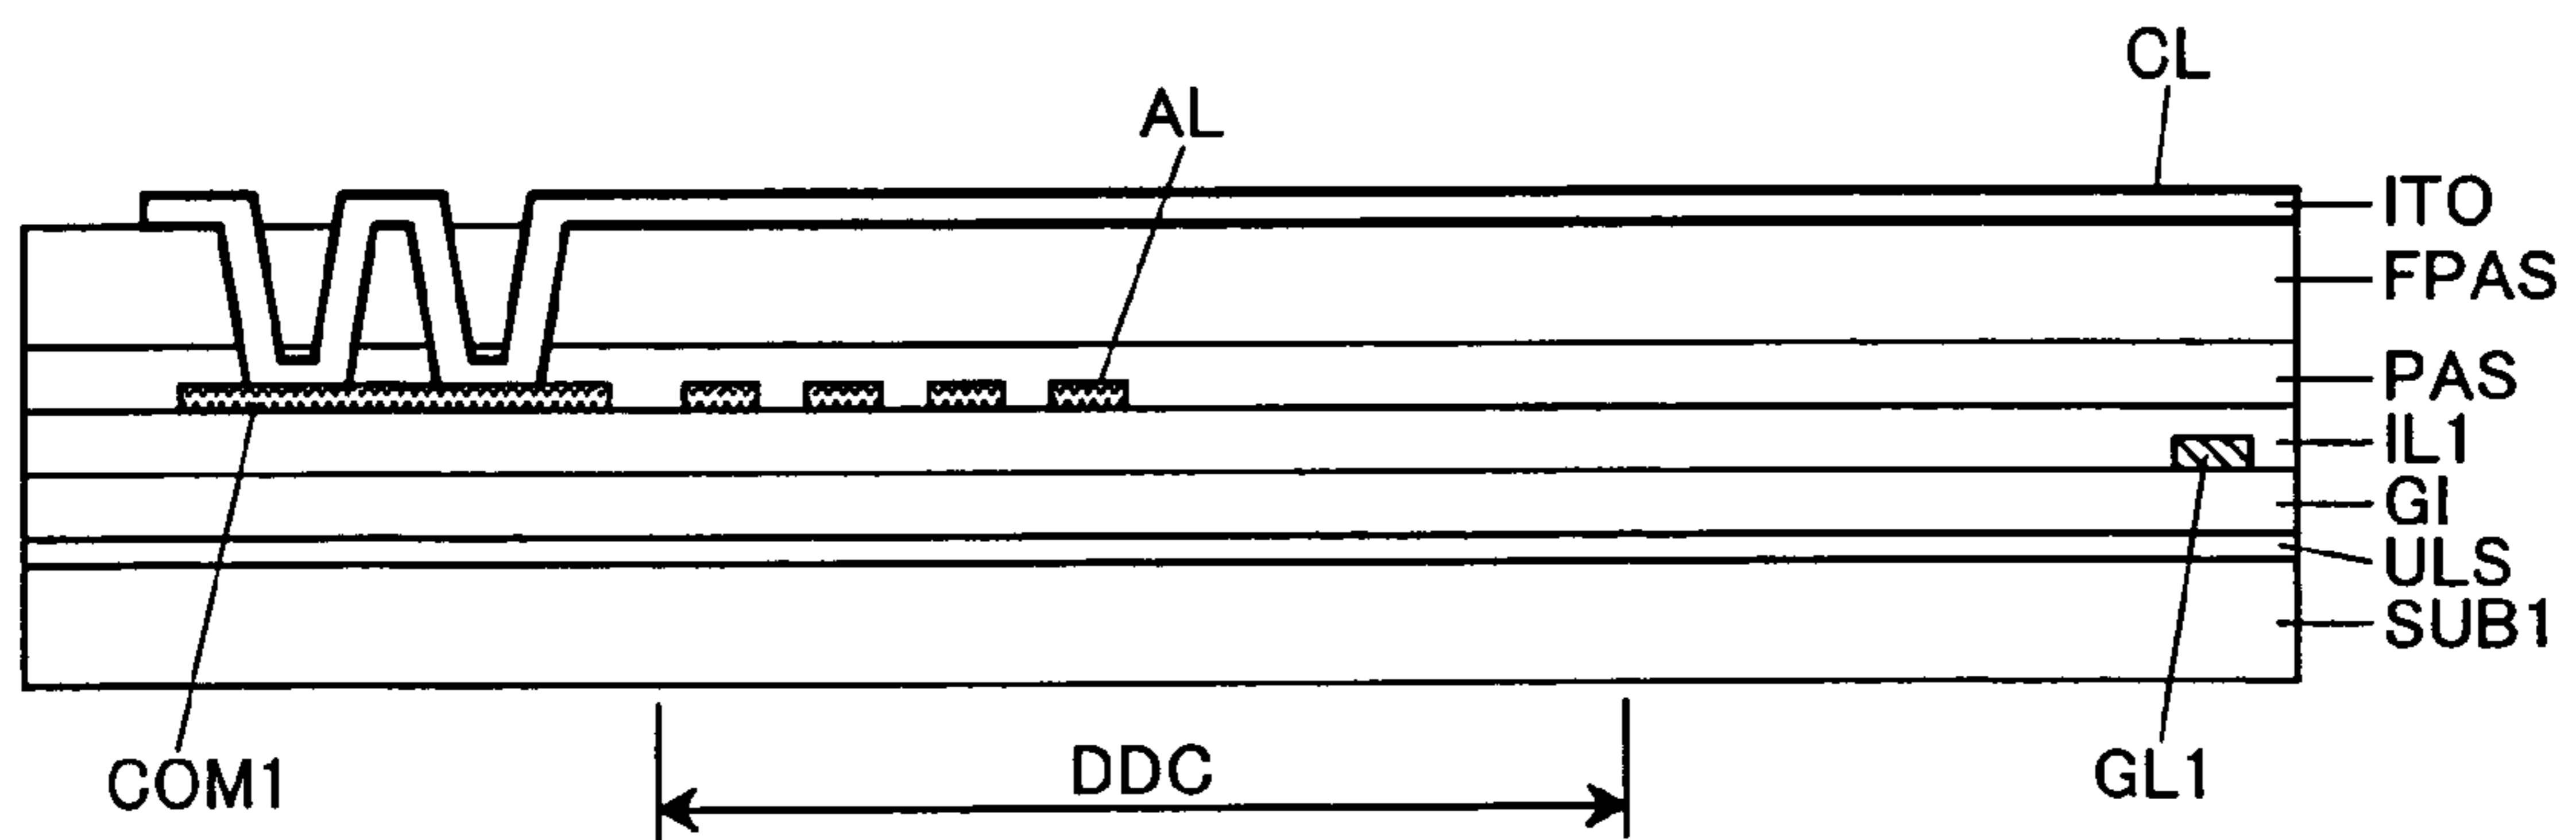 CL
AL
ITO
FPAS
PAS
IL1
GI
ULS
SUB1
COM1
DDC
GL1